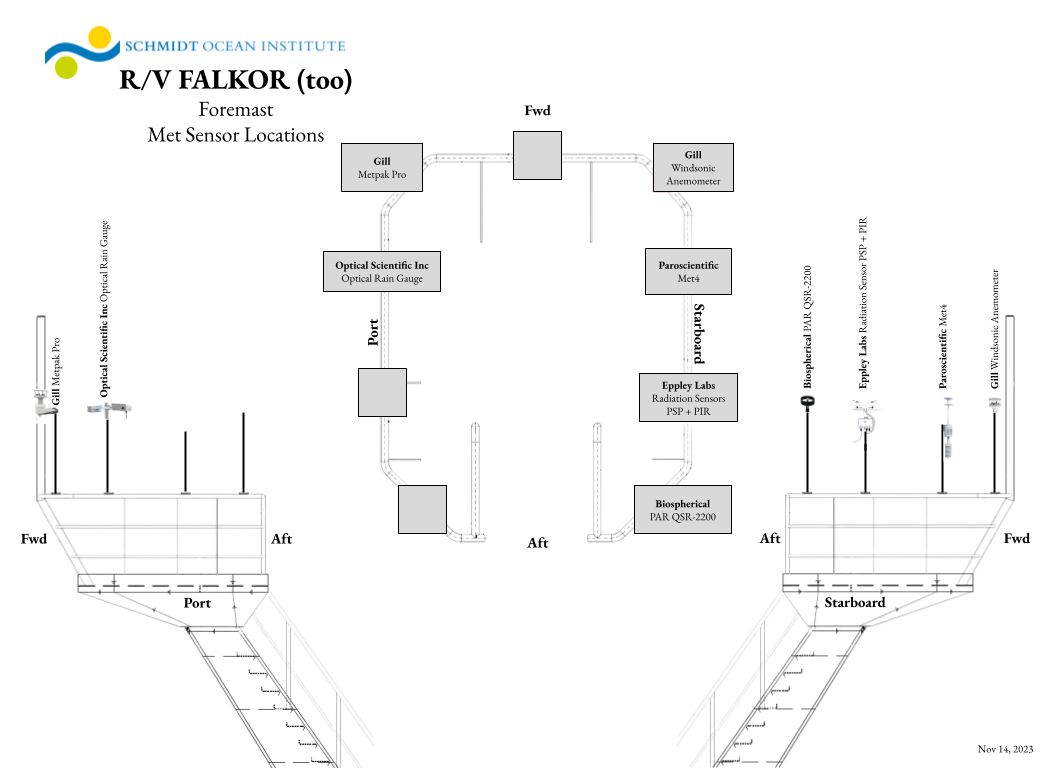 SCHMIDT OCEAN INSTITUTE
R/V FALKOR (too)
Foremast
Met Sensor Locations
Fwd
Gill
Metpak Pro
Gill
Windsonic
Anemometer
Optical Scientific Inc
Optical Rain Gauge
Paroscientific
Met4
Port
Starboard
Eppley Labs
Radiation Sensors
PSP + PIR
Biospherical
PAR QSR-2200
Aft
Gill Metpak Pro
Optical Scientific Inc Optical Rain Gauge
Fwd
Aft
Port
Biospherical PAR QSR-2200
Eppley Labs Radiation Sensor PSP + PIR
Paroscientific Met4
Gill Windsonic Anemometer
Aft
Fwd
Starboard
Nov 14, 2023